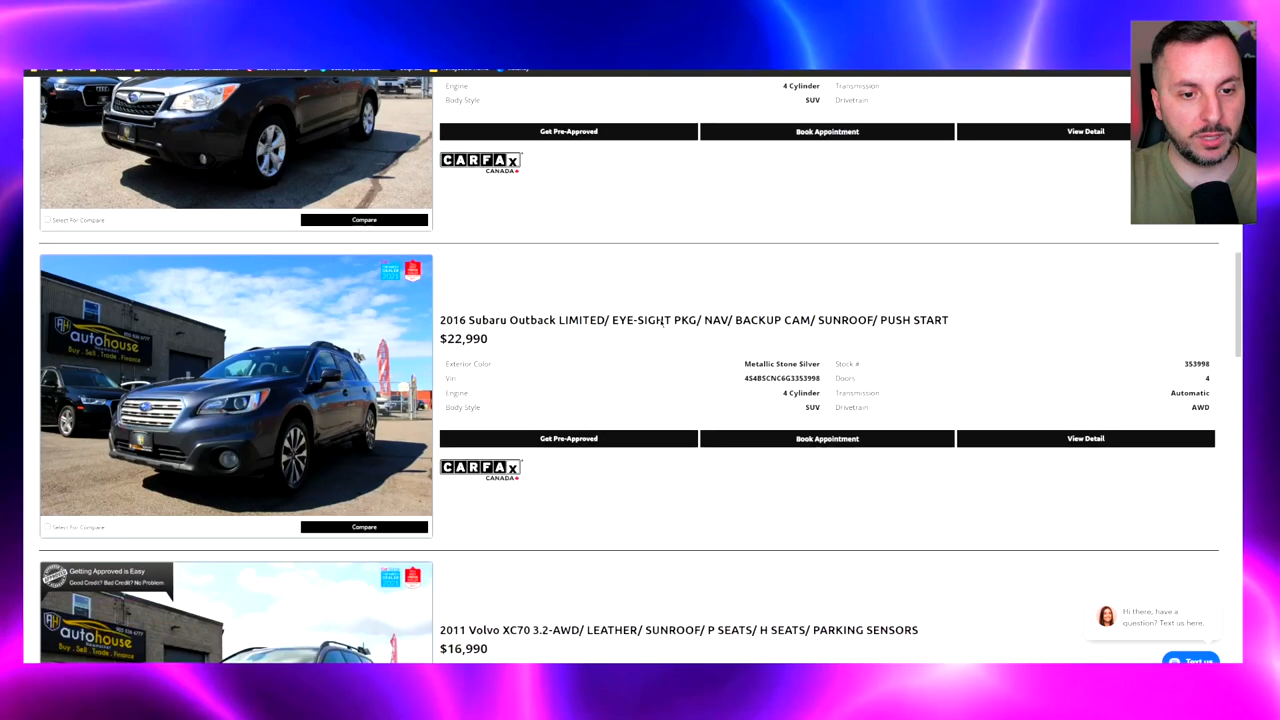 Engine 4 Cylinder Transmission
Body Style SUV Drivetrain
Get Pre-Approved Book Appointment View Detail
CARFAX
CANADA
Select For Compare Compare
2016 Subaru Outback LIMITED/ EYE-SIGHT PKG/ NAV/ BACKUP CAM/ SUNROOF/ PUSH START
$22,990
Exterior Color Metallic Stone Silver Stock # 353998
Vin 4S4BSCNC6G3353998 Doors 4
Engine 4 Cylinder Transmission Automatic
Body Style SUV Drivetrain AWD
Get Pre-Approved Book Appointment View Detail
CARFAX
CANADA
autohouse
Buy . Sell . Trade . Finance
Select For Compare Compare
Getting Approved is Easy
Good Credit? Bad Credit? No Problem
autohouse
Buy . Sell . Trade . Finance
2011 Volvo XC70 3.2-AWD/ LEATHER/ SUNROOF/ P SEATS/ H SEATS/ PARKING SENSORS
$16,990
Hi there, have a
question? Text us here.
Text us